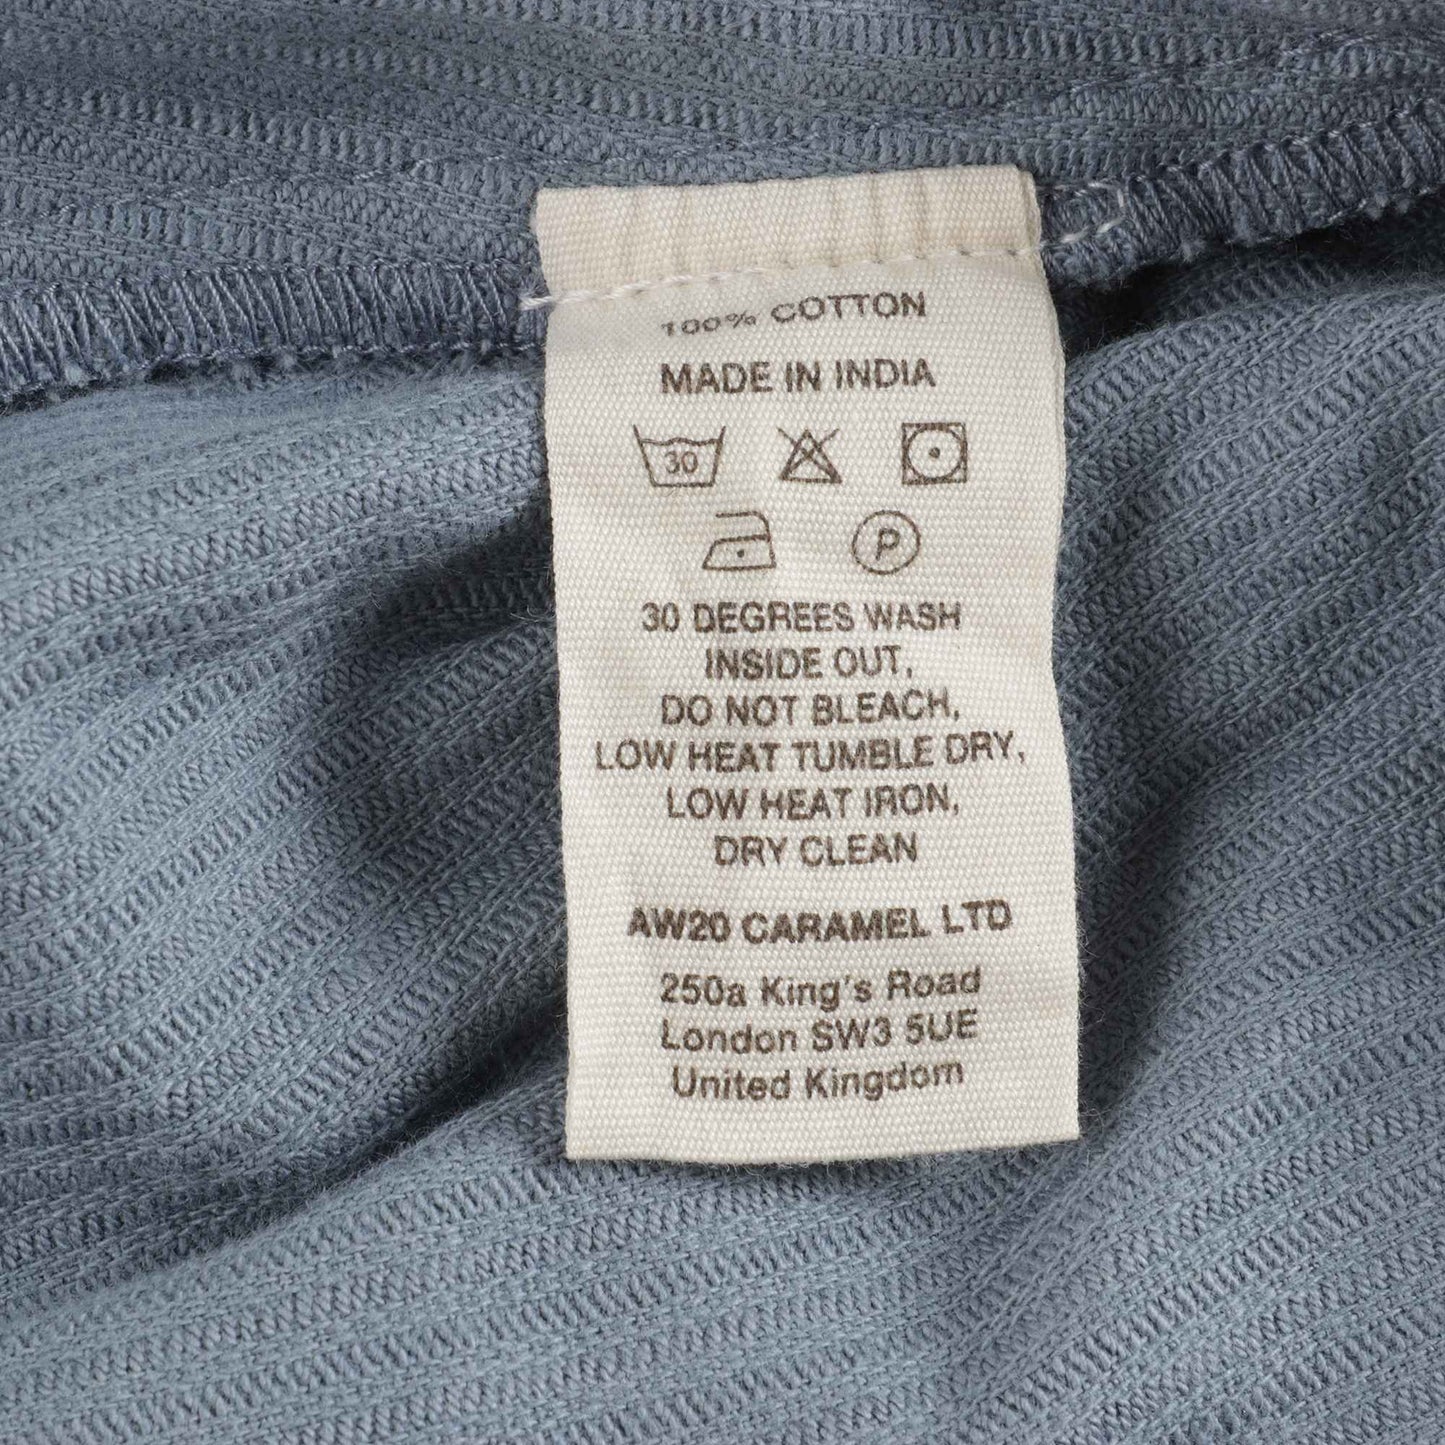 100% COTTON
MADE IN INDIA
30
P
30 DEGREES WASH
INSIDE OUT,
DO NOT BLEACH,
LOW HEAT TUMBLE DRY,
LOW HEAT IRON,
DRY CLEAN
AW20 CARAMEL LTD
250a King's Road
London SW3 5UE
United Kingdom